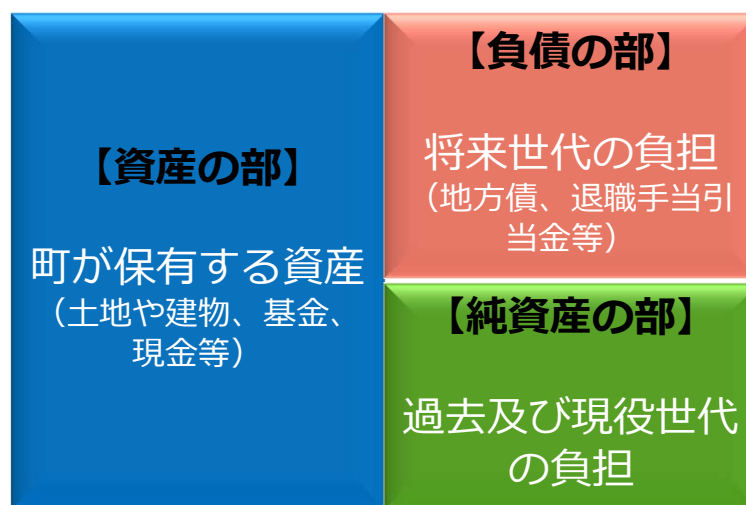 【資産の部】
町が保有する資産
（土地や建物、基金、
現金等）
【負債の部】
将来世代の負担
（地方債、退職手当引
当金等）
【純資産の部】
過去及び現役世代
の負担